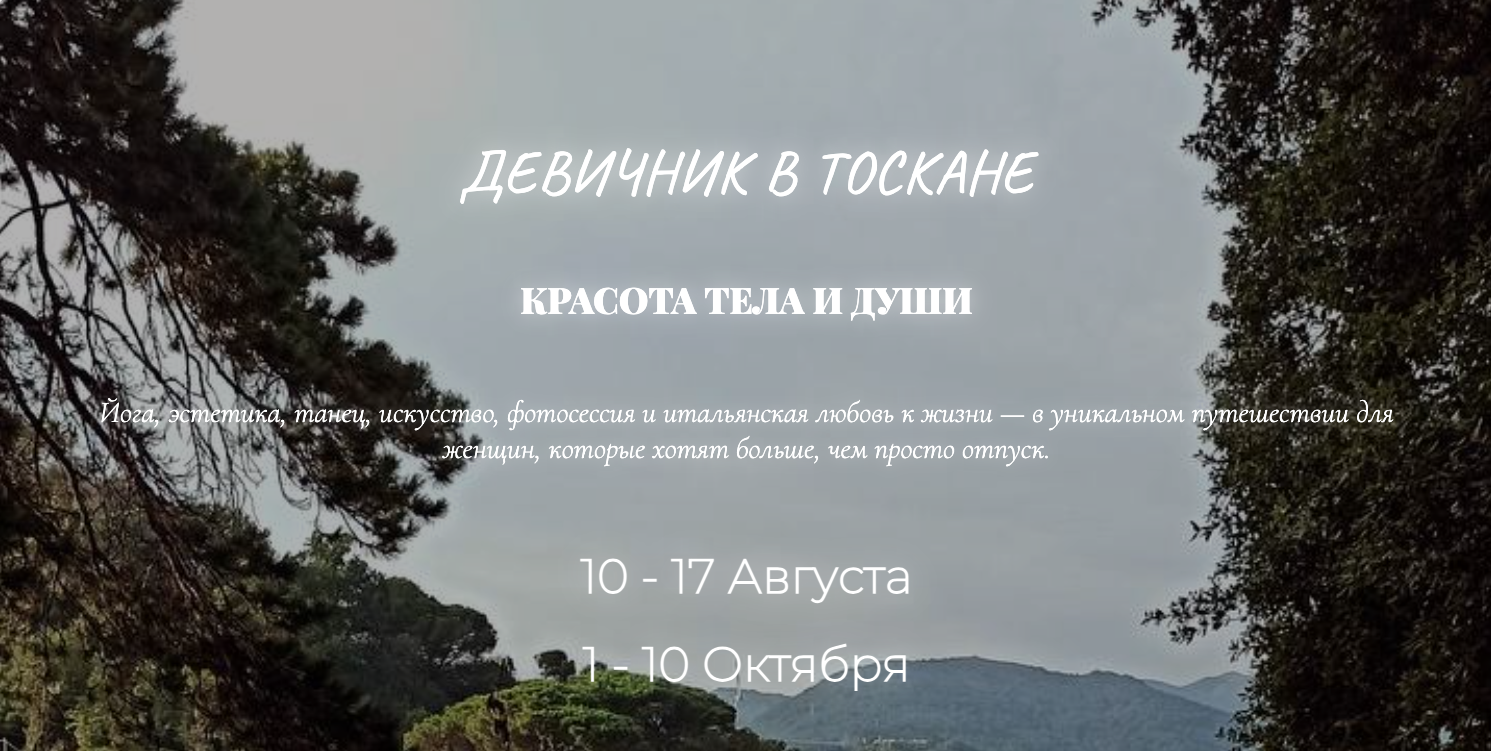 ДЕВИЧНИК В ТОСКАНЕ
КРАСОТА ТЕЛА И ДУШИ
Йога, эстетика, танец, искусство, фотосессия и итальянская любовь к жизни — в уникальном путешествии для
женщин, которые хотят больше, чем просто отпуск.
10 - 17 Августа
1 - 10 Октября